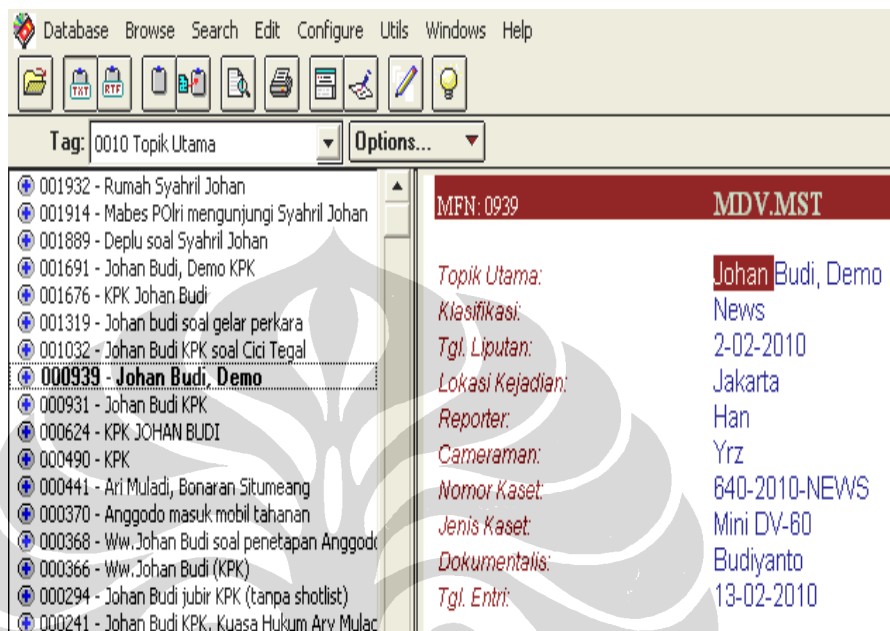 Database Browse Search Edit Configure Utils Windows Help
TXT RTF
Tag: 0010 Topik Utama Options...
001932 - Rumah Syahril Johan
001914 - Mabes POlri mengunjungi Syahril Johan
001889 - Deplu soal Syahril Johan
001691 - Johan Budi, Demo KPK
001676 - KPK Johan Budi
001319 - Johan budi soal gelar perkara
001032 - Johan Budi KPK soal Cici Tegal
000939 - Johan Budi, Demo
000931 - Johan Budi KPK
000624 - KPK JOHAN BUDI
000490 - KPK
000441 - Ari Muladi, Bonaran Situmeang
000370 - Anggodo masuk mobil tahanan
000368 - Ww.Johan Budi soal penetapan Anggodo
000366 - Ww.Johan Budi (KPK)
000294 - Johan Budi jubir KPK (tanpa shotlist)
000241 - Johan Budi KPK, Kuasa Hukum Ary Mulad
MFN: 0939 MDV.MST
Topik Utama: Johan Budi, Demo
Klasifikasi: News
Tgl. Liputan: 2-02-2010
Lokasi Kejadian: Jakarta
Reporter: Han
Cameraman: Yrz
Nomor Kaset: 640-2010-NEWS
Jenis Kaset: Mini DV-60
Dokumentalis: Budiyanto
Tgl. Entri: 13-02-2010